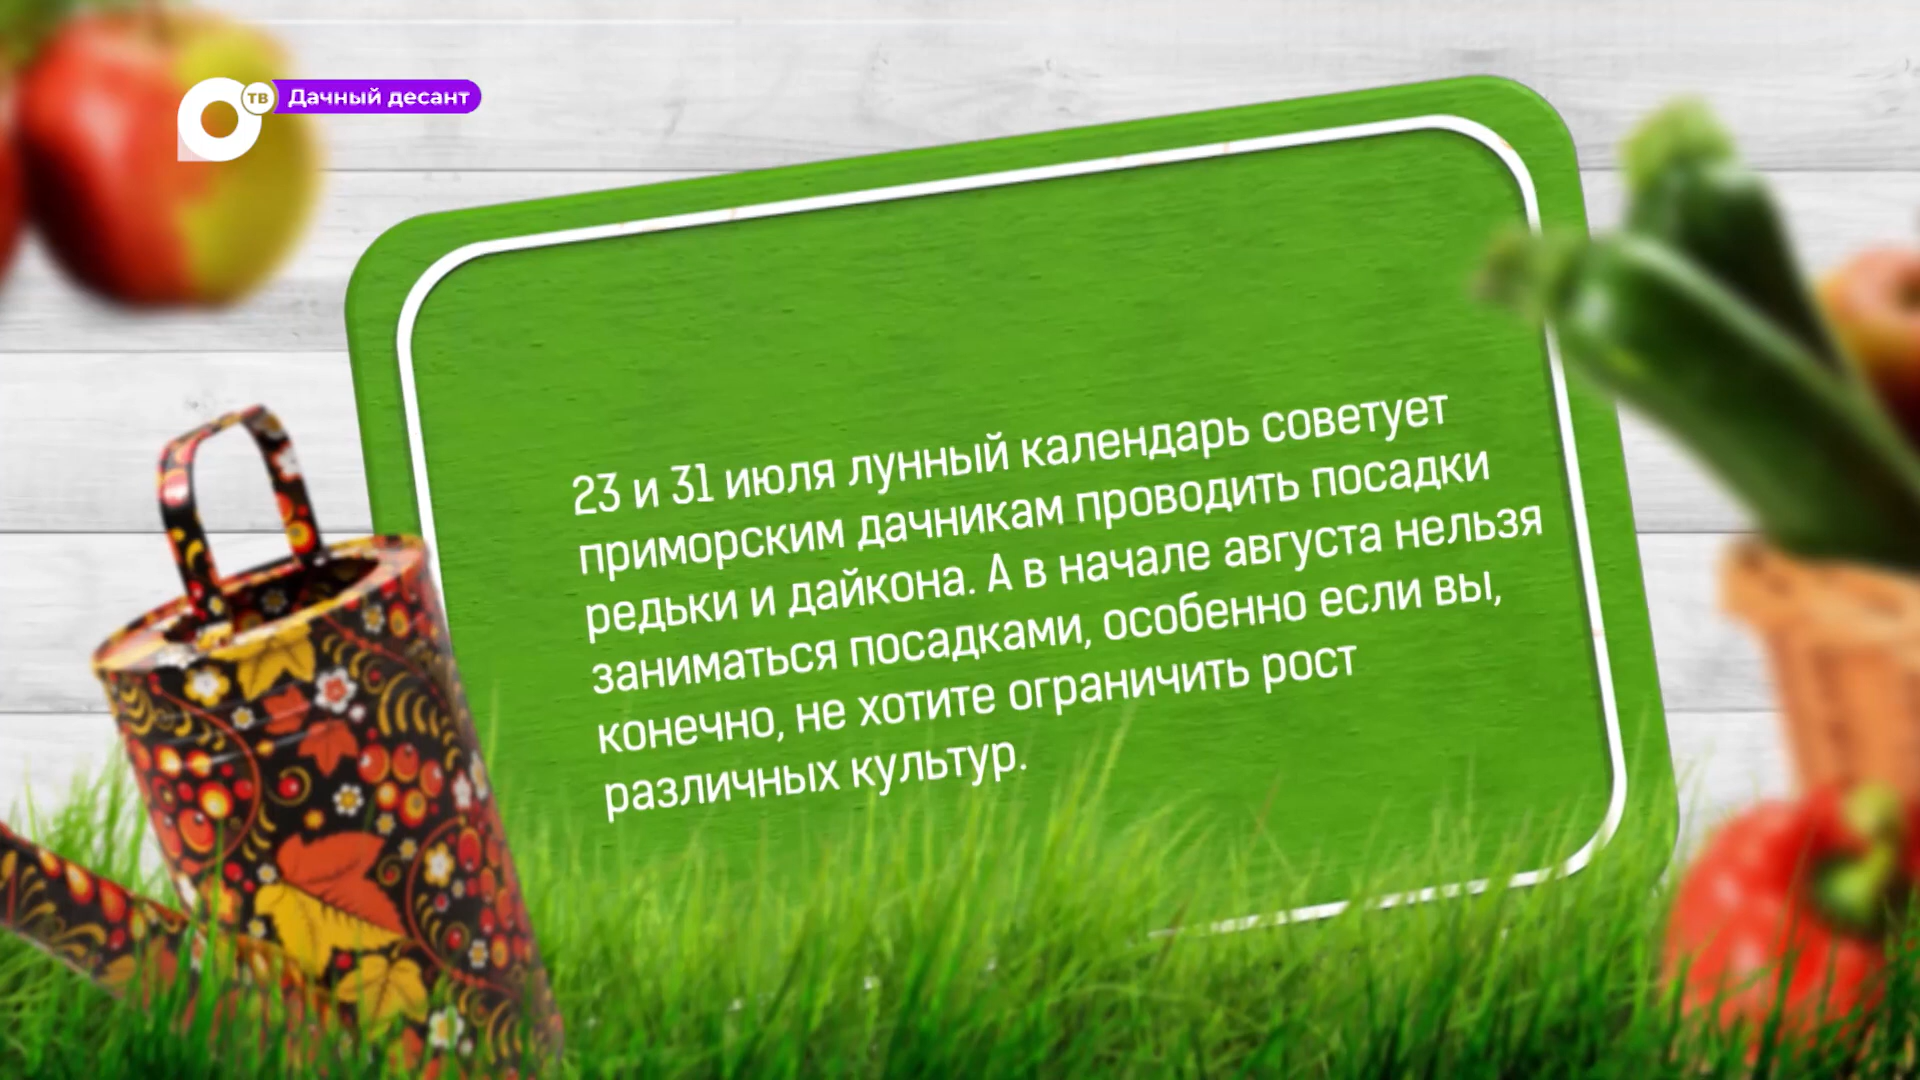 ТВ
Дачный десант
23 и 31 июля лунный календарь советует
приморским дачникам проводить посадки
редьки и дайкона. А в начале августа нельзя
заниматься посадками, особенно если вы,
конечно, не хотите ограничить рост
различных культур.